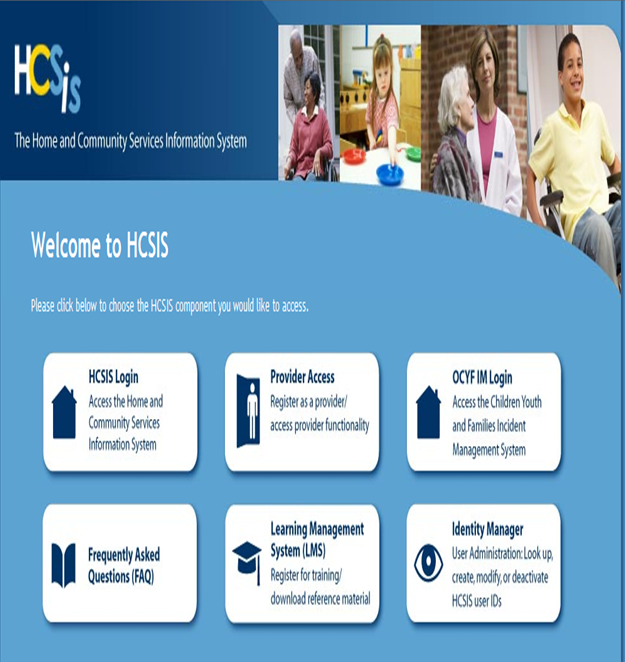 HCSiS
The Home and Community Services Information System
Welcome to HCSIS
Please click below to choose the HCSIS component you would like to access.
HCSIS Login
Access the Home and
Community Services
Information System
Provider Access
Register as a provider/
access provider functionality
OCYF IM Login
Access the Children Youth
and Families Incident
Management System
Frequently Asked
Questions (FAQ)
Learning Management
System (LMS)
Register for training/
download reference material
Identity Manager
User Administration: Look up,
create, modify, or deactivate
HCSIS user IDs